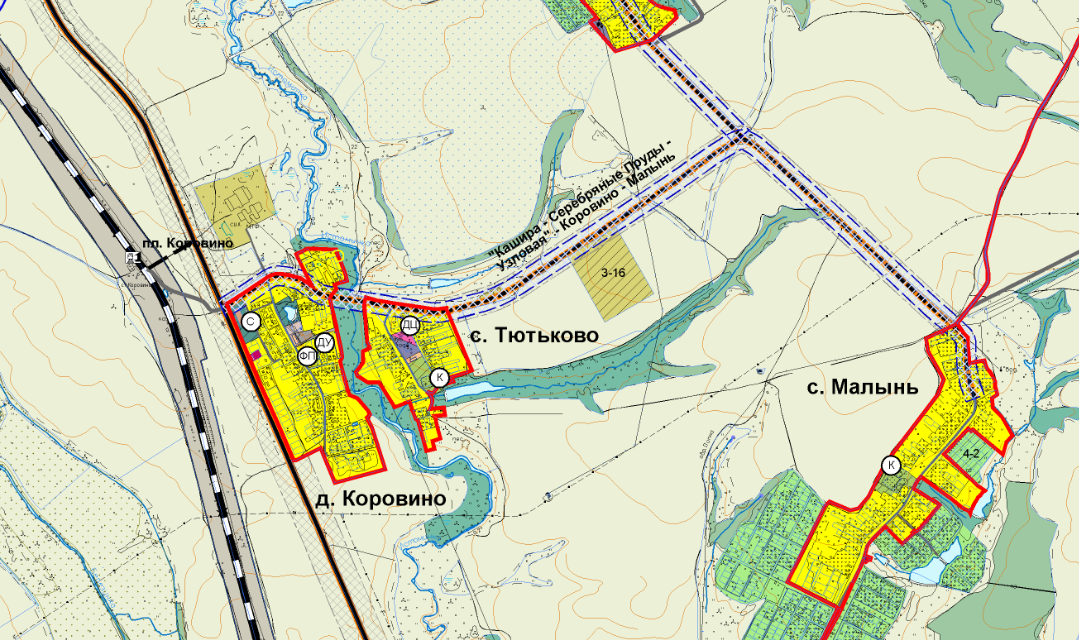 "Кашира - Серебряные Пруды -
Узловая" - Коровино - Малынь
пл. Коровино
3-16
С
ДУ
ФП
ДЦ
К
с. Тютьково
с. Малынь
К
4-2
д. Коровино